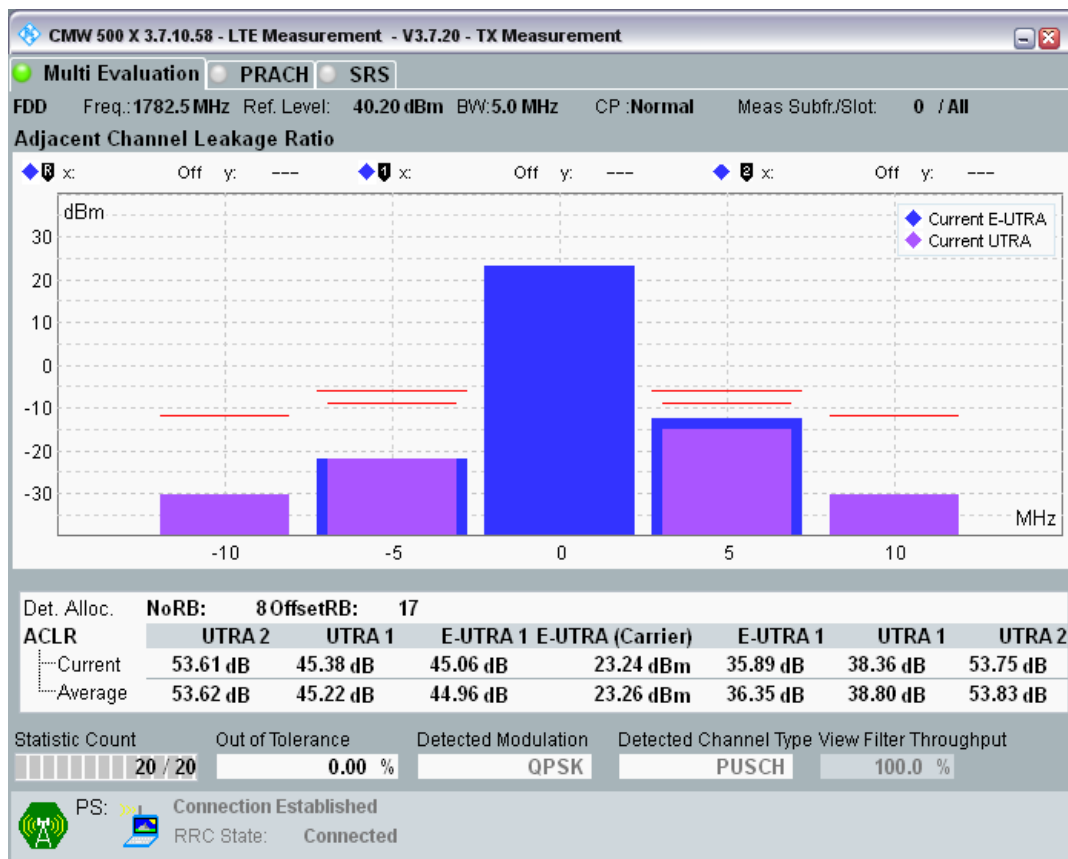 CMW 500 X 3.7.10.58 - LTE Measurement - V3.7.20 - TX Measurement
Multi Evaluation PRACH SRS
FDD Freq.:1782.5 MHz Ref. Level: 40.20 dBm BW:5.0 MHz CP :Normal Meas Subfr./Slot: 0 / All
Adjacent Channel Leakage Ratio
R x: Off y: --- 1 x: Off y: --- 2 x: Off y: ---
dBm
Current E-UTRA
Current UTRA
30
20
10
0
-10
-20
-30
MHz
-10 -5 0 5 10
Det. Alloc. NoRB: 8 OffsetRB: 17
ACLR UTRA 2 UTRA 1 E-UTRA 1 E-UTRA (Carrier) E-UTRA 1 UTRA 1 UTRA 2
Current 53.61 dB 45.38 dB 45.06 dB 23.24 dBm 35.89 dB 38.36 dB 53.75 dB
Average 53.62 dB 45.22 dB 44.96 dB 23.26 dBm 36.35 dB 38.80 dB 53.83 dB
Statistic Count Out of Tolerance Detected Modulation Detected Channel Type View Filter Throughput
20 / 20 0.00 % QPSK PUSCH 100.0 %
PS: Connection Established
RRC State: Connected